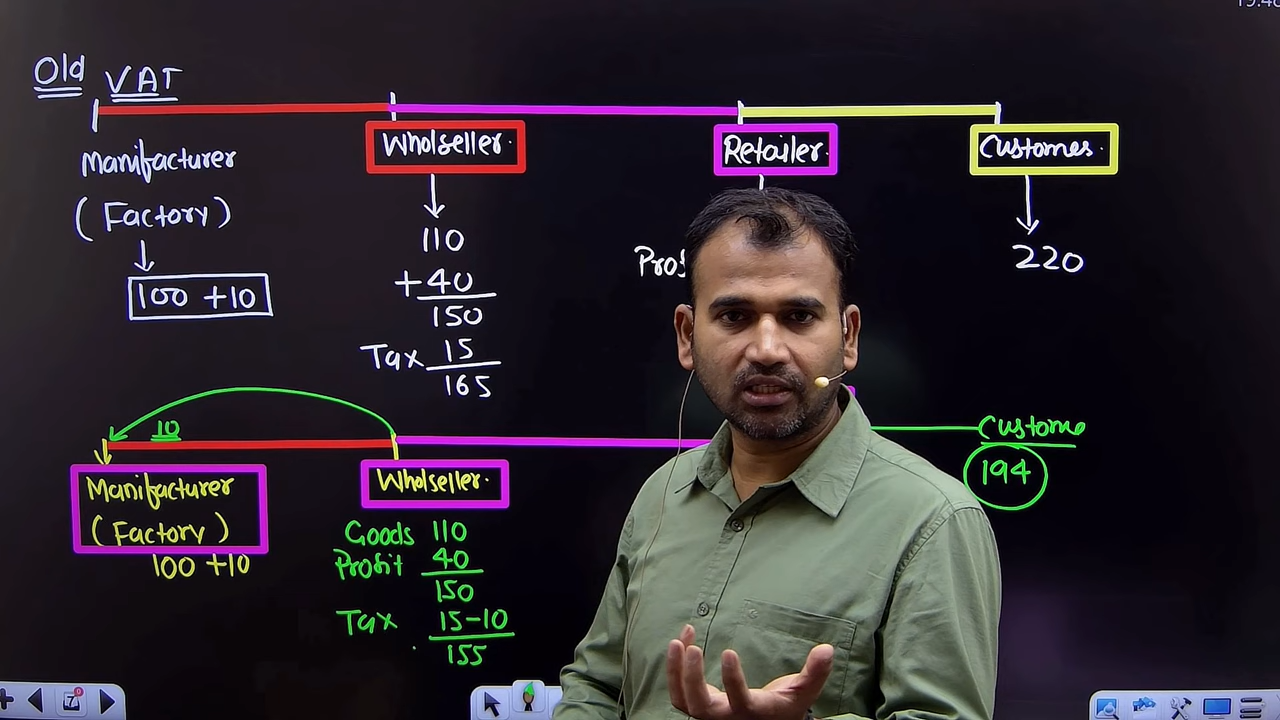 Old VAT
Manifacturer
(Factory)
100 +10
Wholseller.
110
+40
150
Tax 15
165
Retailer.
Customes.
220
10
Manifacturer
(Factory)
100 +10
Wholseller.
Goods 110
Profit 40
150
Tax 15-10
155
Custome
194